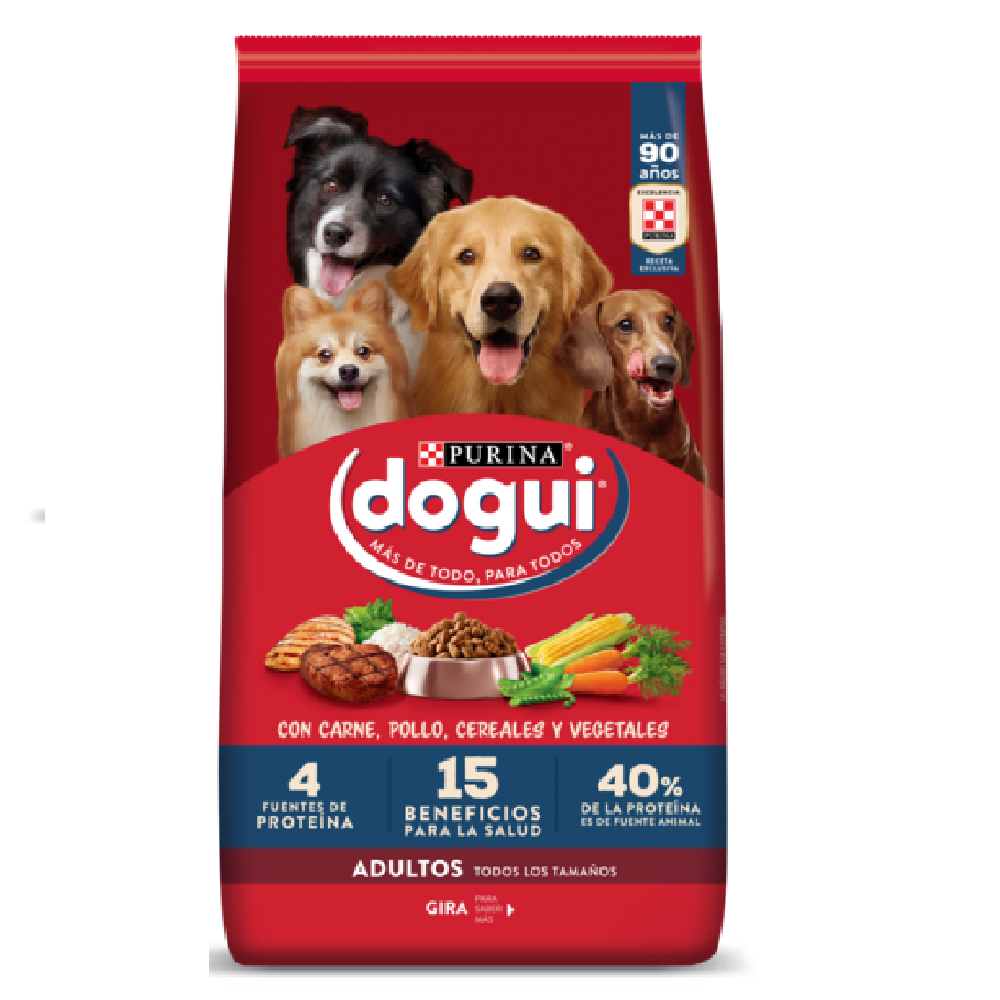 MÁS DE
90
años
EXCELENCIA
PURINA
RECETA
EXCLUSIVA
PURINA®
dogui®
MÁS DE TODO, PARA TODOS
CON CARNE, POLLO, CEREALES Y VEGETALES
4
FUENTES DE
PROTEÍNA
15
BENEFICIOS
PARA LA SALUD
40%
DE LA PROTEÍNA
ES DE FUENTE ANIMAL
ADULTOS TODOS LOS TAMAÑOS
GIRA PARA
SABER
MÁS